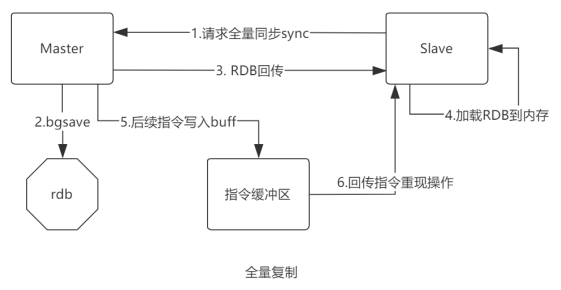 1.请求全量同步sync
Master
Slave
3. RDB回传
2.bgsave
5.后续指令写入buff
4.加载RDB到内存
rdb
指令缓冲区
6.回传指令重现操作
全量复制